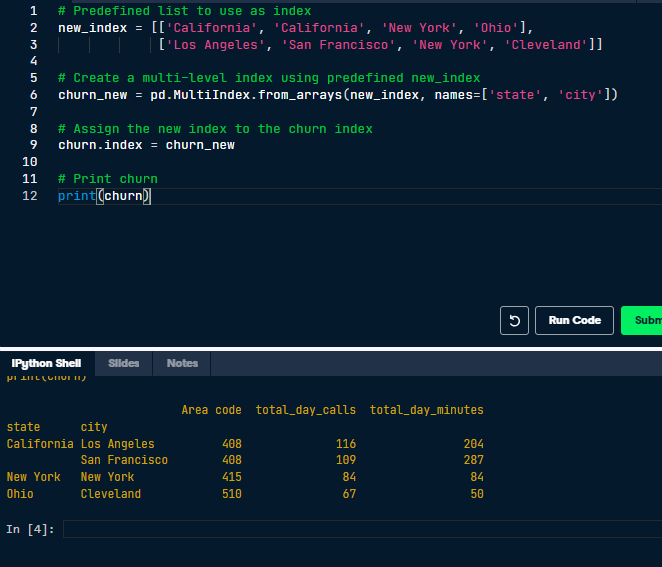 1 # Predefined list to use as index
2 new_index = [['California', 'California', 'New York', 'Ohio'],
3 ['Los Angeles', 'San Francisco', 'New York', 'Cleveland']]
4
5 # Create a multi-level index using predefined new_index
6 churn_new = pd.MultiIndex.from_arrays(new_index, names=['state', 'city'])
7
8 # Assign the new index to the churn index
9 churn.index = churn_new
10
11 # Print churn
12 print(churn)
Run Code Subm
IPython Shell Slides Notes
print(churn)
Area code total_day_calls total_day_minutes
state city
California Los Angeles 408 116 204
San Francisco 408 109 287
New York New York 415 84 84
Ohio Cleveland 510 67 50
In [4]: